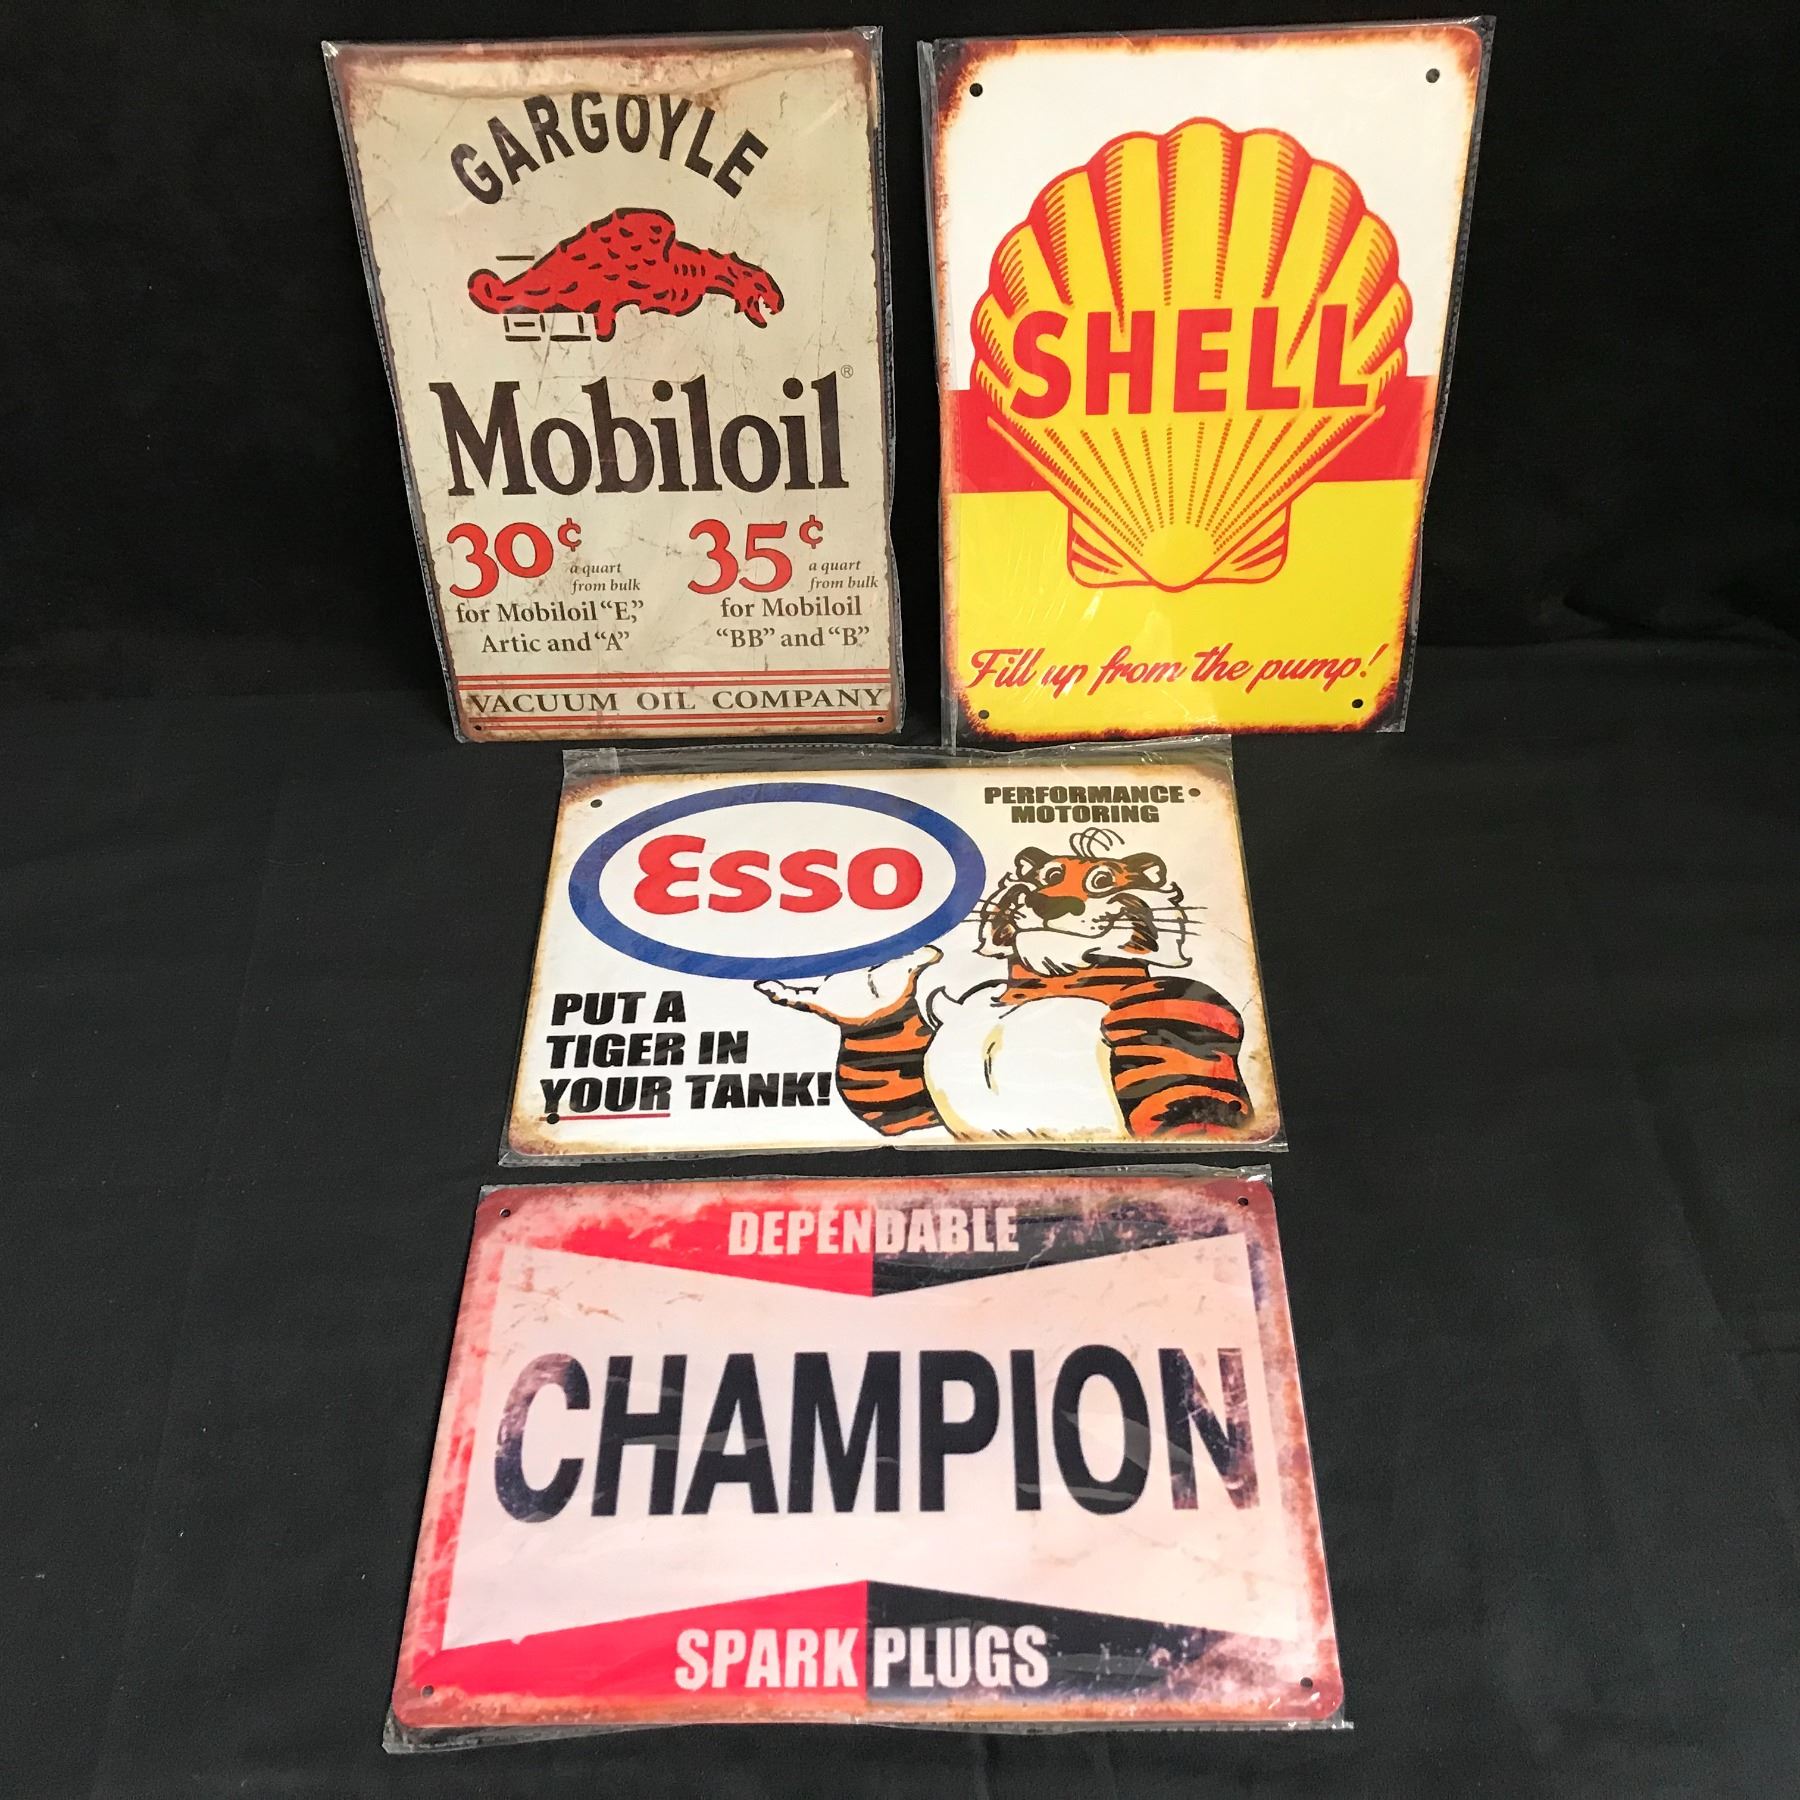 GARGOYLE
Mobiloil®
30¢ a quart
from bulk
for Mobiloil “E,”
Artic and “A”
35¢ a quart
from bulk
for Mobiloil
“BB” and “B”
VACUUM OIL COMPANY
SHELL
Fill up from the pump!
PERFORMANCE
MOTORING
Esso
PUT A
TIGER IN
YOUR TANK!
DEPENDABLE
CHAMPION
SPARK PLUGS